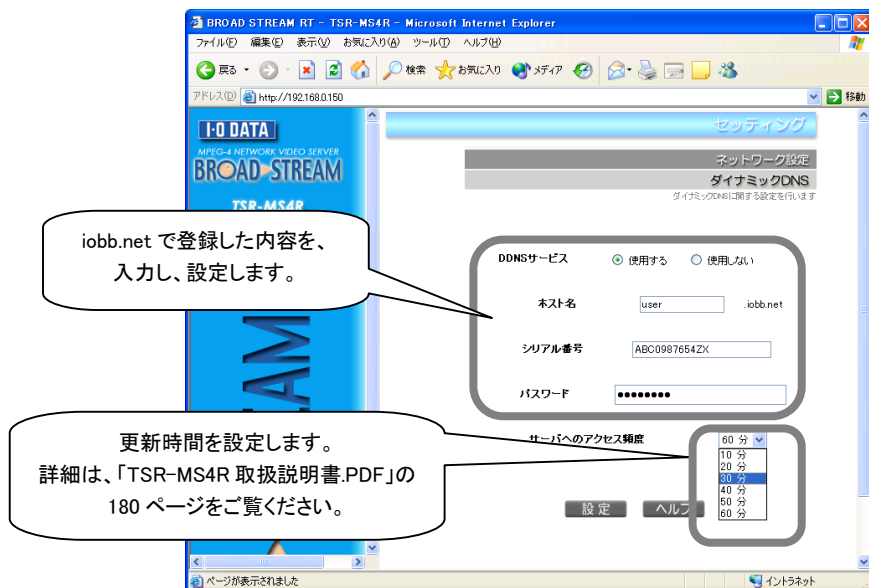 BROAD STREAM RT - TSR-MS4R - Microsoft Internet Explorer
ファイル(F) 編集(E) 表示(V) お気に入り(A) ツール(T) ヘルプ(H)
戻る 検索 お気に入り メディア
アドレス(D) http://192.168.0.150 移動
I-O DATA
MPEG-4 NETWORK VIDEO SERVER
BROAD STREAM
TSR-MS4R
セッティング
ネットワーク設定
ダイナミックDNS
ダイナミックDNSに関する設定を行います
iobb.net で登録した内容を、
入力し、設定します。
DDNSサービス 使用する 使用しない
ホスト名 user .iobb.net
シリアル番号 ABC0987654ZX
パスワード ●●●●●●●●
更新時間を設定します。
詳細は、「TSR-MS4R 取扱説明書.PDF」の
180 ページをご覧ください。
サーバへのアクセス頻度 60 分
10 分
20 分
30 分
40 分
50 分
60 分
設定 ヘルプ
ページが表示されました イントラネット